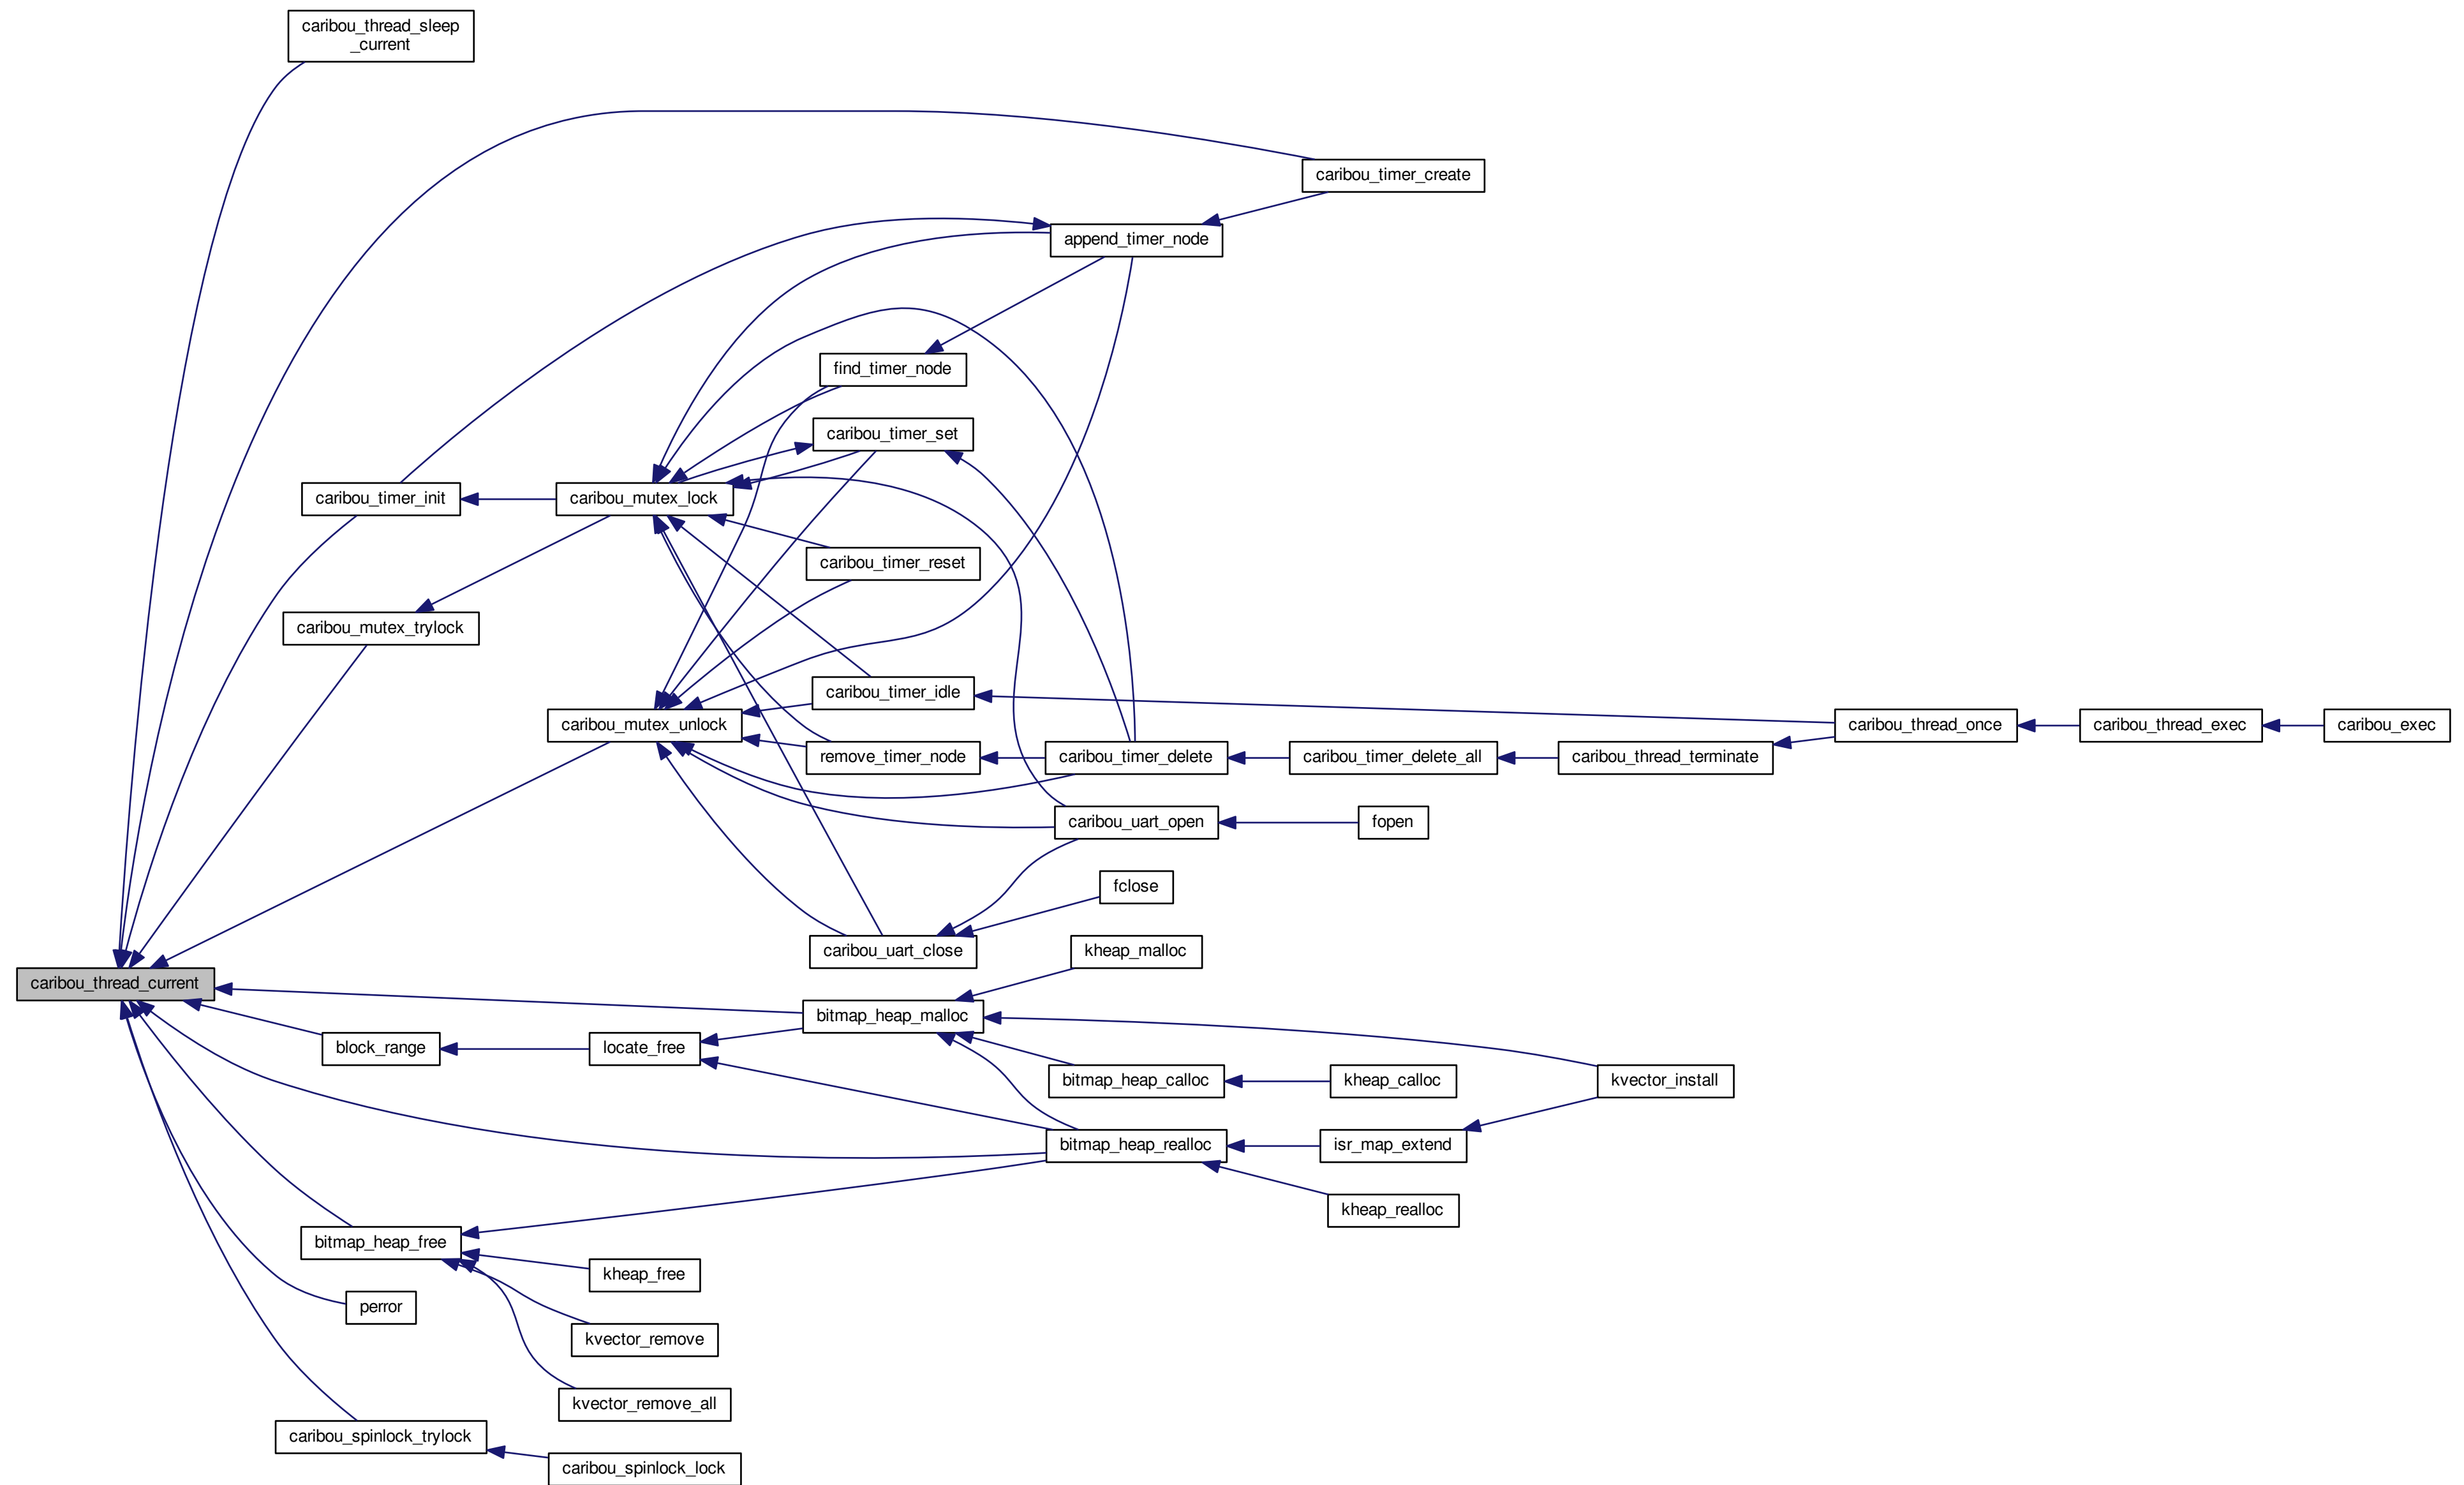 caribou_thread_sleep
_current
caribou_timer_create
append_timer_node
find_timer_node
caribou_timer_set
caribou_timer_init
caribou_mutex_lock
caribou_timer_reset
caribou_mutex_trylock
caribou_timer_idle
caribou_mutex_unlock
caribou_thread_once
caribou_thread_exec
caribou_exec
remove_timer_node
caribou_timer_delete
caribou_timer_delete_all
caribou_thread_terminate
caribou_uart_open
fopen
fclose
caribou_uart_close
kheap_malloc
caribou_thread_current
bitmap_heap_malloc
block_range
locate_free
bitmap_heap_calloc
kheap_calloc
kvector_install
bitmap_heap_realloc
isr_map_extend
kheap_realloc
bitmap_heap_free
kheap_free
perror
kvector_remove
kvector_remove_all
caribou_spinlock_trylock
caribou_spinlock_lock